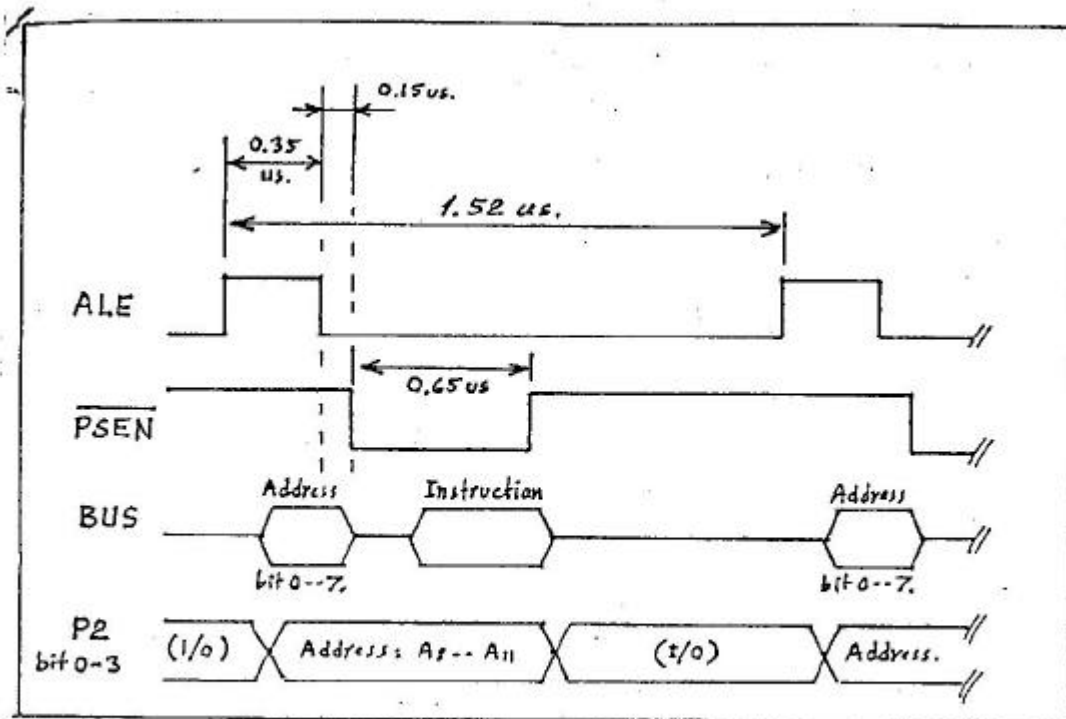 0.15us.
0.35
us.
1.52 us.
ALE
0.65us
PSEN
Address
Instruction
Address
BUS
bit 0--7.
bit 0--7.
P2
bit 0-3
(I/O)
Address: A8-- A11
(I/O)
Address.